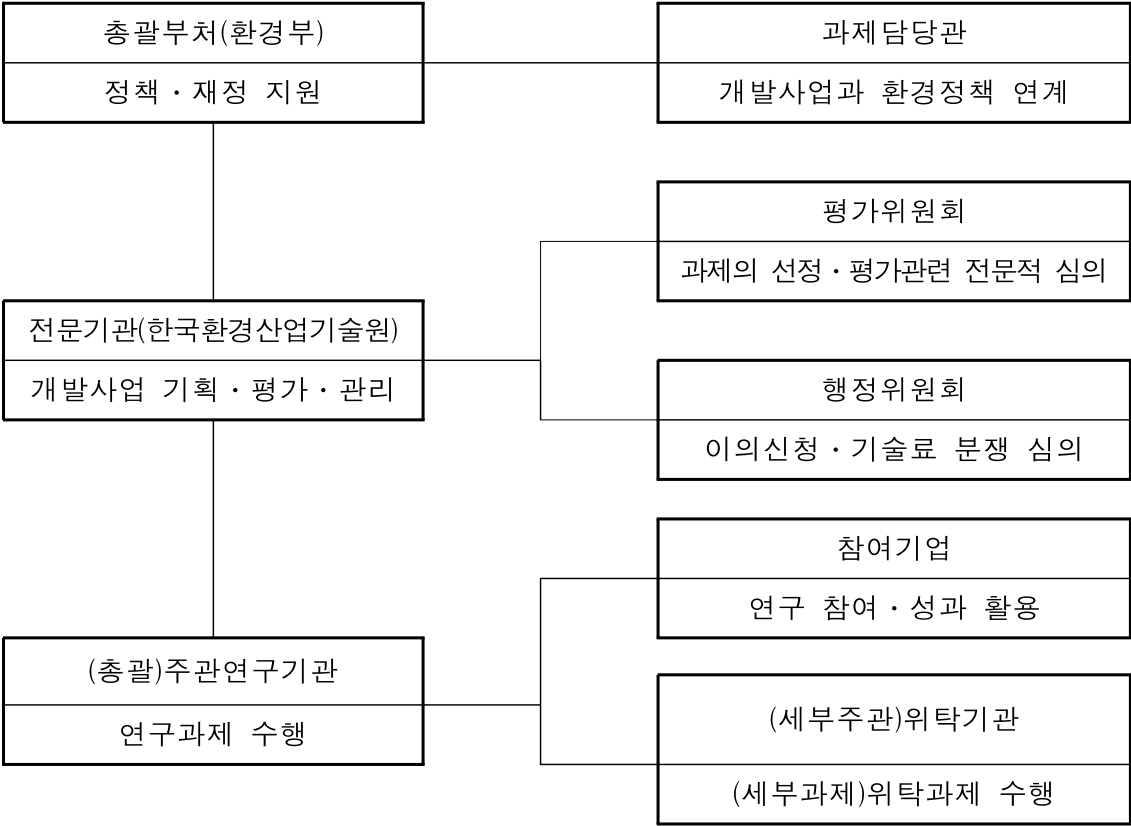 총괄부처(환경부)
정책·재정 지원
과제담당관
개발사업과 환경정책 연계
평가위원회
과제의 선정·평가관련 전문적 심의
전문기관(한국환경산업기술원)
개발사업 기획·평가·관리
행정위원회
이의신청·기술료 분쟁 심의
참여기업
연구 참여·성과 활용
(총괄)주관연구기관
연구과제 수행
(세부주관)위탁기관
(세부과제)위탁과제 수행